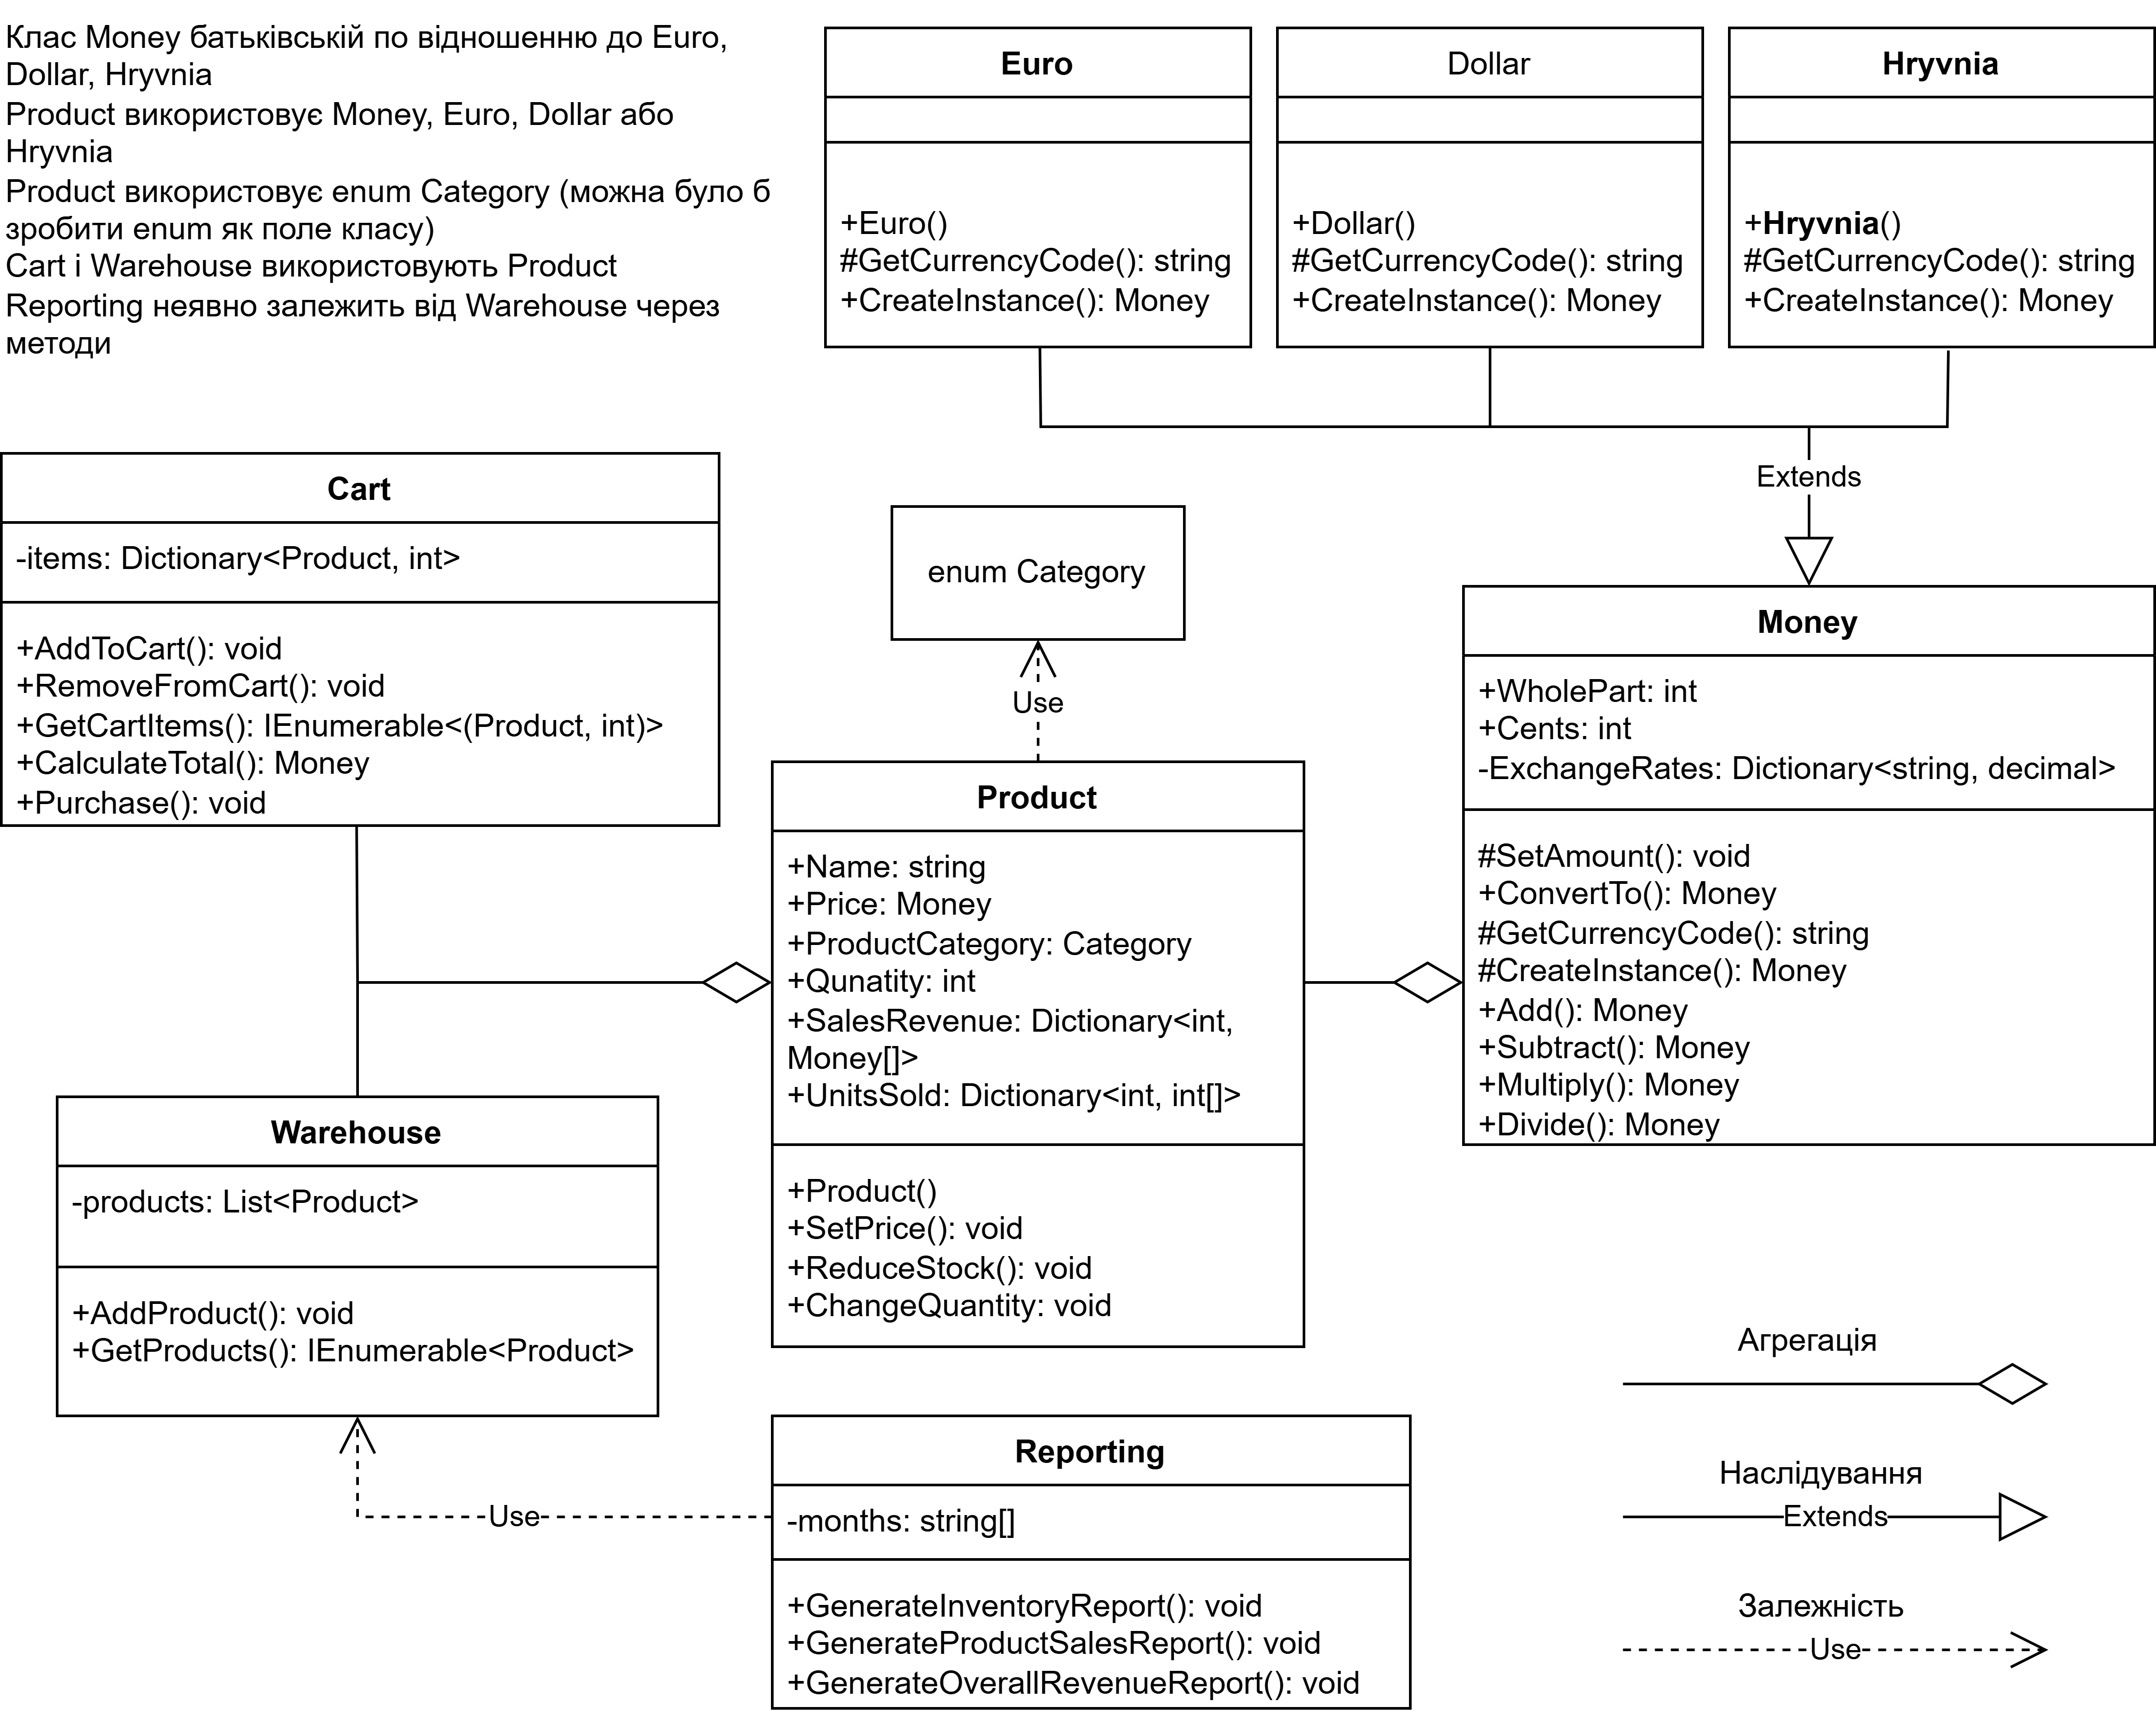 Клас Money батьківській по відношенню до Euro,
Dollar, Hryvnia
Product використовує Money, Euro, Dollar або
Hryvnia
Product використовує enum Category (можна було б
зробити enum як поле класу)
Cart і Warehouse використовують Product
Reporting неявно залежить від Warehouse через
методи
Euro
+Euro()
#GetCurrencyCode(): string
+CreateInstance(): Money
Dollar
+Dollar()
#GetCurrencyCode(): string
+CreateInstance(): Money
Hryvnia
+Hryvnia()
#GetCurrencyCode(): string
+CreateInstance(): Money
Extends
Cart
-items: Dictionary<Product, int>
+AddToCart(): void
+RemoveFromCart(): void
+GetCartItems(): IEnumerable<(Product, int)>
+CalculateTotal(): Money
+Purchase(): void
enum Category
Use
Money
+WholePart: int
+Cents: int
-ExchangeRates: Dictionary<string, decimal>
#SetAmount(): void
+ConvertTo(): Money
#GetCurrencyCode(): string
#CreateInstance(): Money
+Add(): Money
+Subtract(): Money
+Multiply(): Money
+Divide(): Money
Product
+Name: string
+Price: Money
+ProductCategory: Category
+Qunatity: int
+SalesRevenue: Dictionary<int,
Money[]>
+UnitsSold: Dictionary<int, int[]>
+Product()
+SetPrice(): void
+ReduceStock(): void
+ChangeQuantity: void
Warehouse
-products: List<Product>
+AddProduct(): void
+GetProducts(): IEnumerable<Product>
Use
Reporting
-months: string[]
+GenerateInventoryReport(): void
+GenerateProductSalesReport(): void
+GenerateOverallRevenueReport(): void
Агрегація
Наслідування
Extends
Залежність
Use